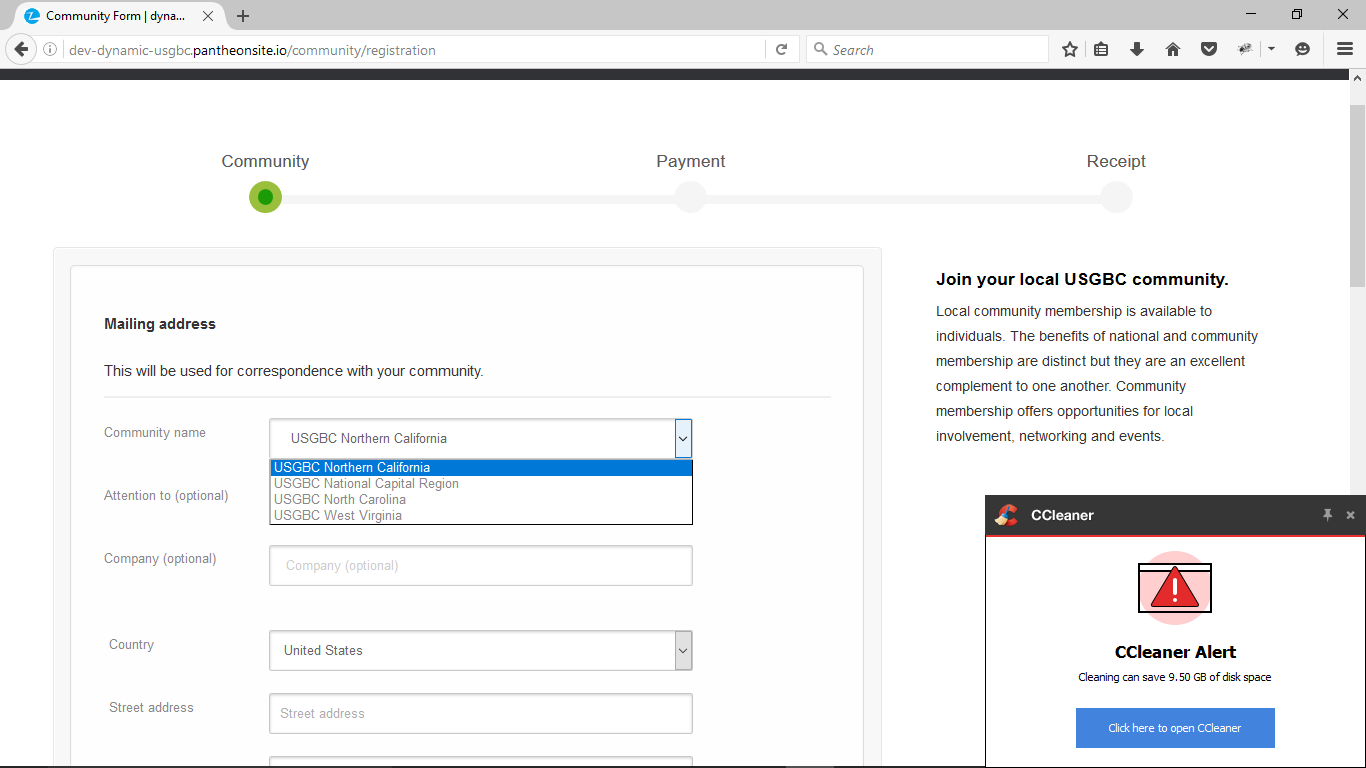 Community Form | dyna...
dev-dynamic-usgbc.pantheonsite.io/community/registration
Search
Community
Payment
Receipt
Mailing address
This will be used for correspondence with your community.
Community name
USGBC Northern California
USGBC Northern California
USGBC National Capital Region
USGBC North Carolina
USGBC West Virginia
Attention to (optional)
Company (optional)
Company (optional)
Country
United States
Street address
Street address
Join your local USGBC community.
Local community membership is available to
individuals. The benefits of national and community
membership are distinct but they are an excellent
complement to one another. Community
membership offers opportunities for local
involvement, networking and events.
CCleaner
CCleaner Alert
Cleaning can save 9.50 GB of disk space
Click here to open CCleaner